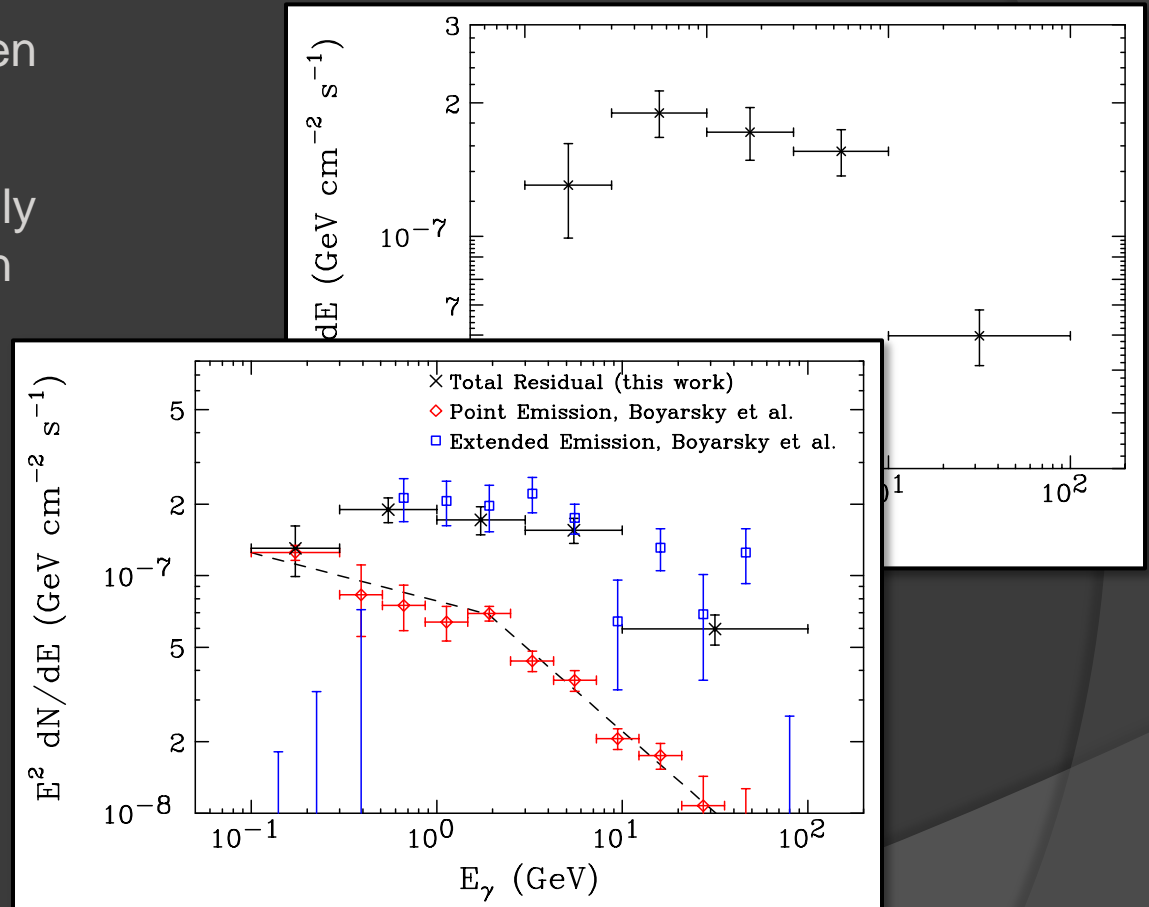 en
ly
n
3
2
10⁻⁷
7
dE (GeV cm⁻² s⁻¹)
10²
× Total Residual (this work)
◇ Point Emission, Boyarsky et al.
□ Extended Emission, Boyarsky et al.
5
2
10⁻⁷
5
2
10⁻⁸
E² dN/dE (GeV cm⁻² s⁻¹)
10⁻¹ 10⁰ 10¹ 10²
Eᵧ (GeV)